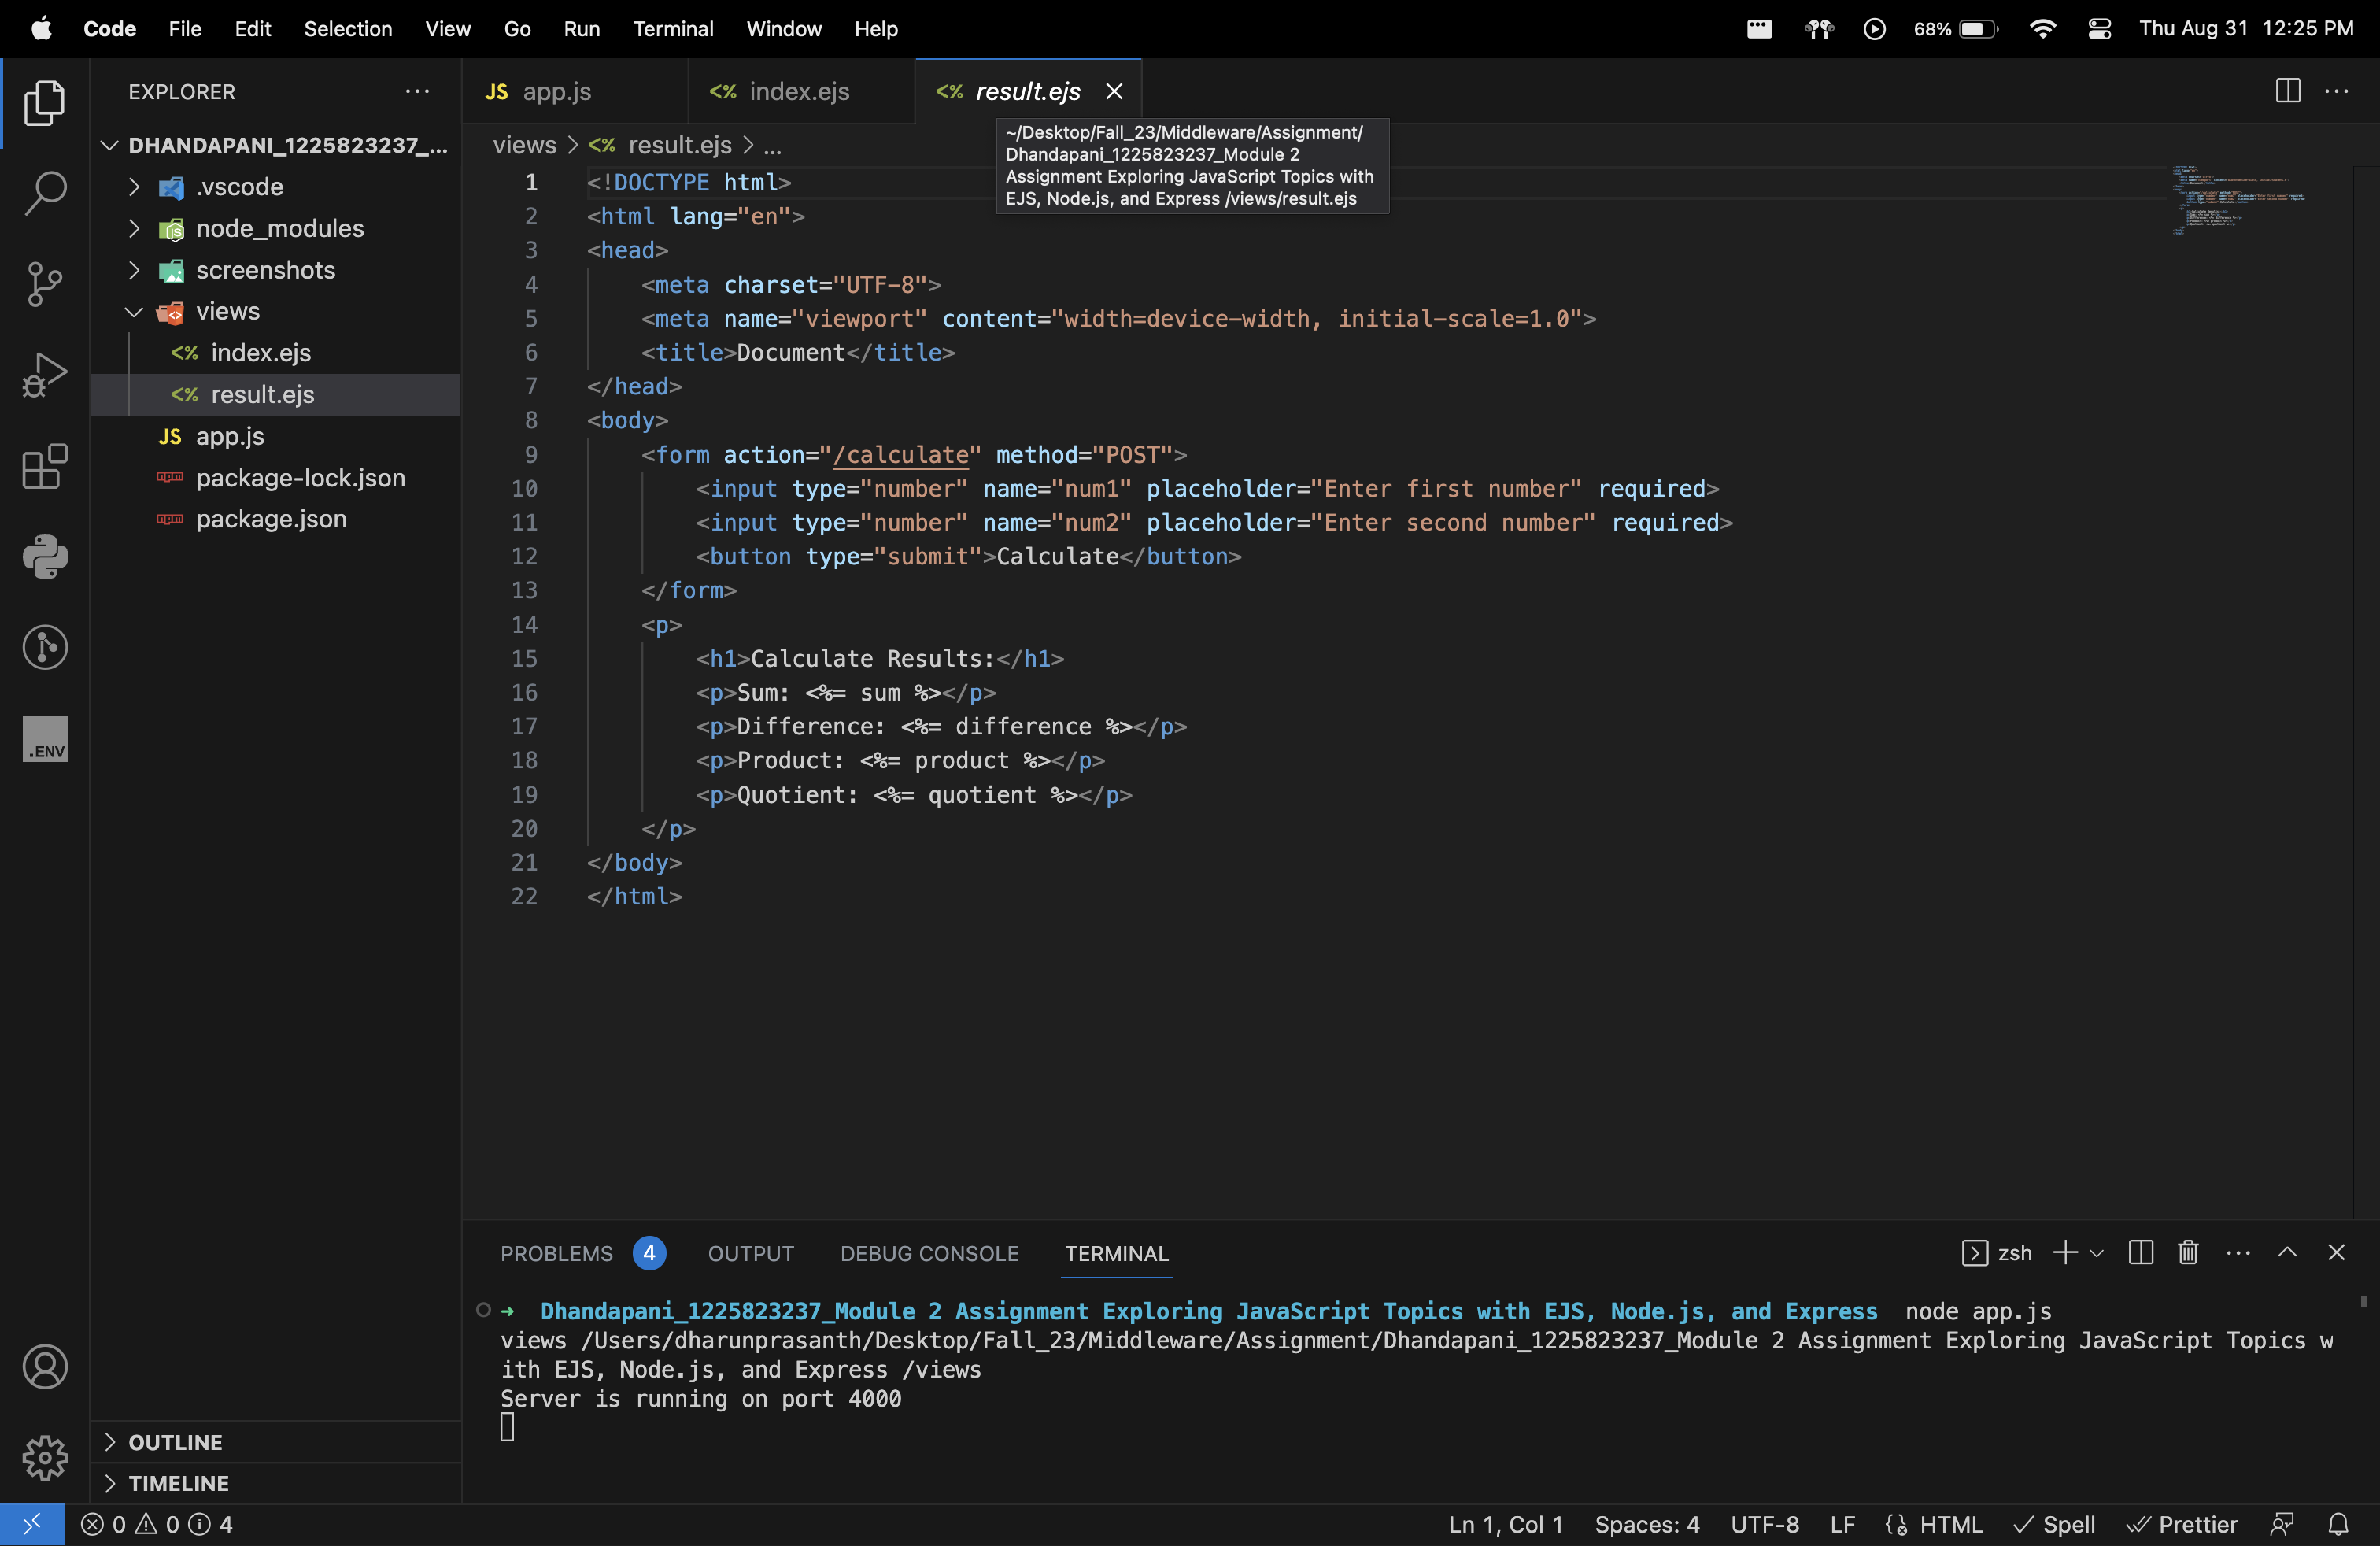 Code File Edit Selection View Go Run Terminal Window Help 68% Thu Aug 31 12:25 PM
EXPLORER
DHANDAPANI_1225823237_...
.vscode
node_modules
screenshots
views
<% index.ejs
<% result.ejs
JS app.js
package-lock.json
package.json
OUTLINE
TIMELINE
.ENV
JS app.js <% index.ejs <% result.ejs
views > <% result.ejs > ...
~/Desktop/Fall_23/Middleware/Assignment/
Dhandapani_1225823237_Module 2
Assignment Exploring JavaScript Topics with
EJS, Node.js, and Express /views/result.ejs
1 <!DOCTYPE html>
2 <html lang="en">
3 <head>
4 <meta charset="UTF-8">
5 <meta name="viewport" content="width=device-width, initial-scale=1.0">
6 <title>Document</title>
7 </head>
8 <body>
9 <form action="/calculate" method="POST">
10 <input type="number" name="num1" placeholder="Enter first number" required>
11 <input type="number" name="num2" placeholder="Enter second number" required>
12 <button type="submit">Calculate</button>
13 </form>
14 <p>
15 <h1>Calculate Results:</h1>
16 <p>Sum: <%= sum %></p>
17 <p>Difference: <%= difference %></p>
18 <p>Product: <%= product %></p>
19 <p>Quotient: <%= quotient %></p>
20 </p>
21 </body>
22 </html>
PROBLEMS 4 OUTPUT DEBUG CONSOLE TERMINAL zsh
➜ Dhandapani_1225823237_Module 2 Assignment Exploring JavaScript Topics with EJS, Node.js, and Express node app.js
views /Users/dharunprasanth/Desktop/Fall_23/Middleware/Assignment/Dhandapani_1225823237_Module 2 Assignment Exploring JavaScript Topics w
ith EJS, Node.js, and Express /views
Server is running on port 4000
0 0 4 Ln 1, Col 1 Spaces: 4 UTF-8 LF HTML Spell Prettier